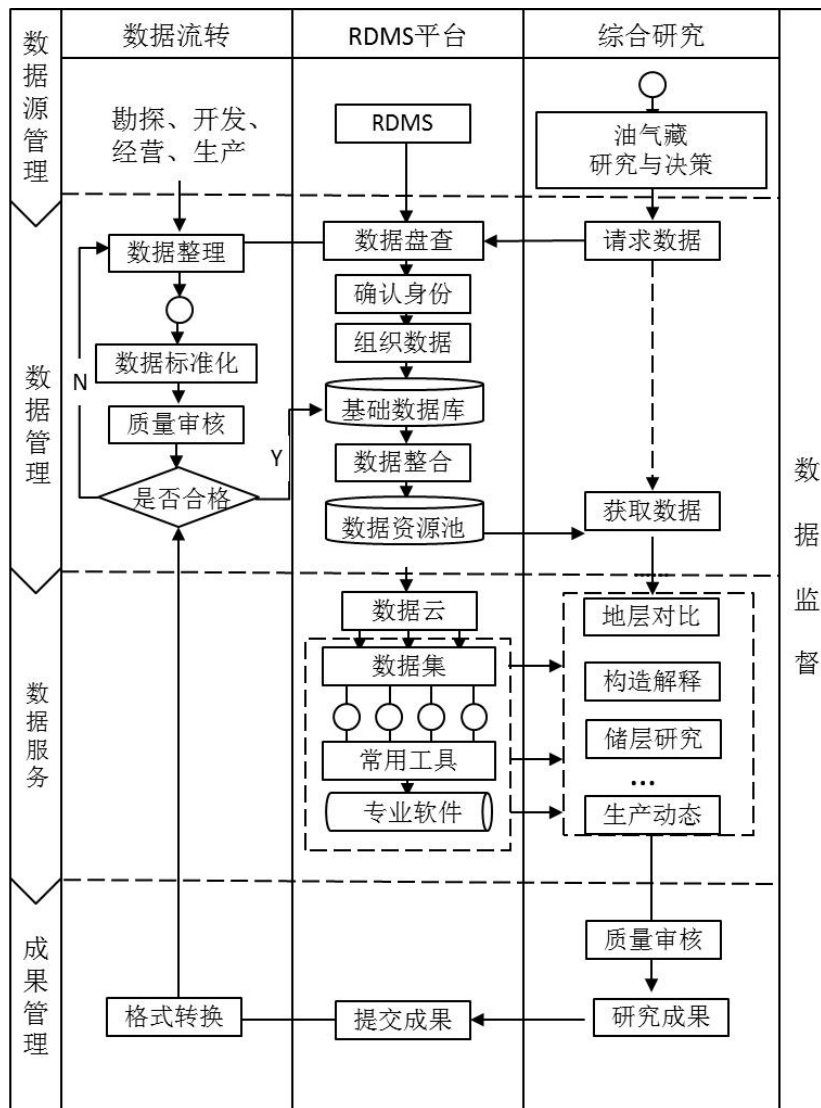 数据源管理
数据流转
RDMS平台
综合研究
勘探、开发、
经营、生产
RDMS
油气藏
研究与决策
数据管理
数据整理
数据盘查
请求数据
确认身份
组织数据
数据标准化
N
基础数据库
质量审核
Y
数据整合
是否合格
数据资源池
获取数据
......
数据服务
数据云
地层对比
数据集
构造解释
储层研究
常用工具
...
专业软件
生产动态
成果管理
质量审核
格式转换
提交成果
研究成果
数据监督